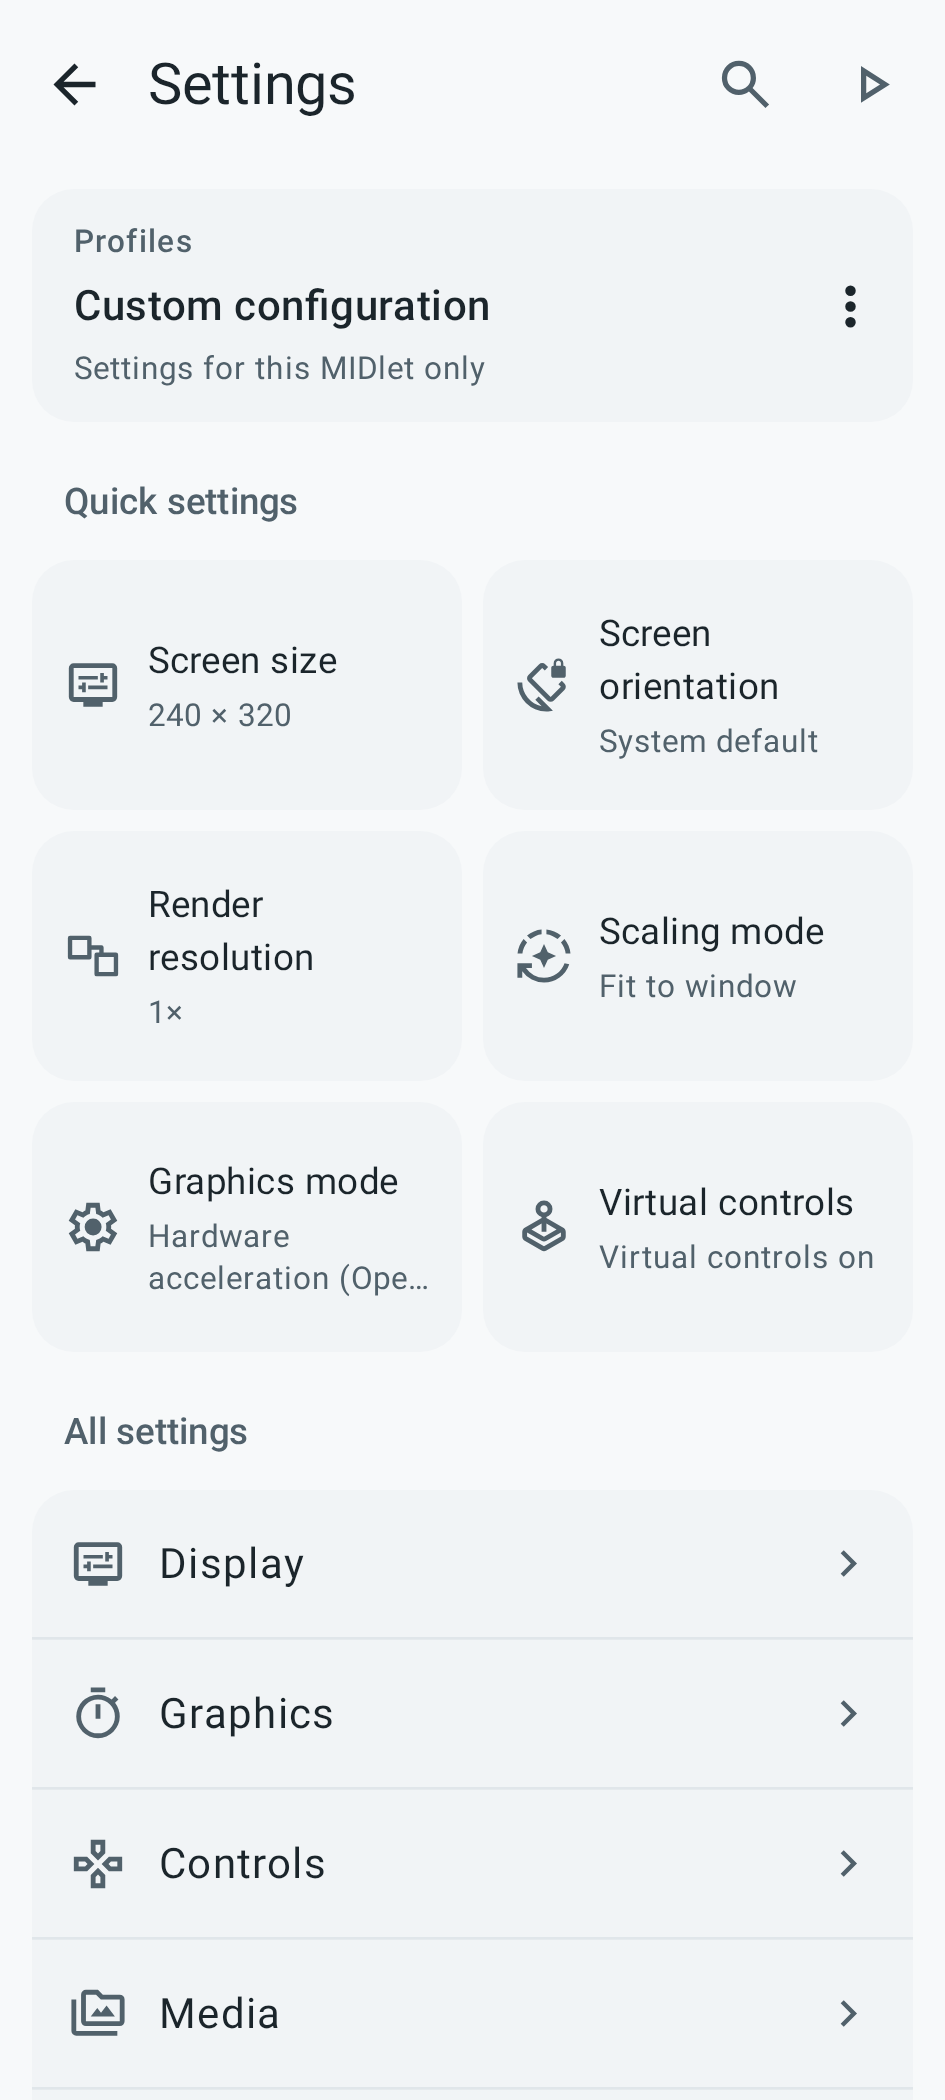 Settings
Profiles
Custom configuration
Settings for this MIDlet only
Quick settings
Screen size
240 × 320
Screen
orientation
System default
Render
resolution
1×
Scaling mode
Fit to window
Graphics mode
Hardware
acceleration (Ope…
Virtual controls
Virtual controls on
All settings
Display
Graphics
Controls
Media